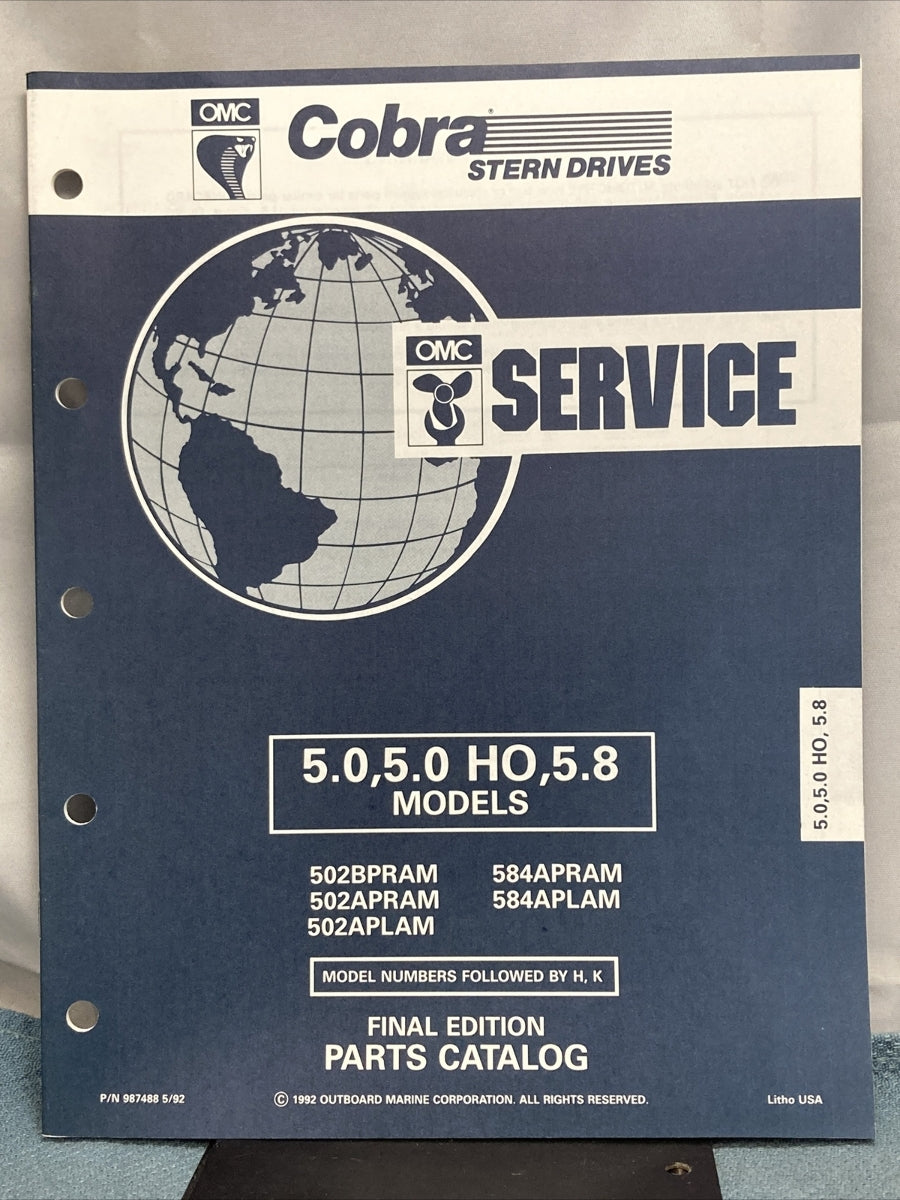 OMC
Cobra®
STERN DRIVES
OMC
SERVICE
5.0,5.0 HO, 5.8
5.0,5.0 HO,5.8
MODELS
502BPRAM 584APRAM
502APRAM 584APLAM
502APLAM
MODEL NUMBERS FOLLOWED BY H, K
FINAL EDITION
PARTS CATALOG
P/N 987488 5/92 © 1992 OUTBOARD MARINE CORPORATION. ALL RIGHTS RESERVED. Litho USA